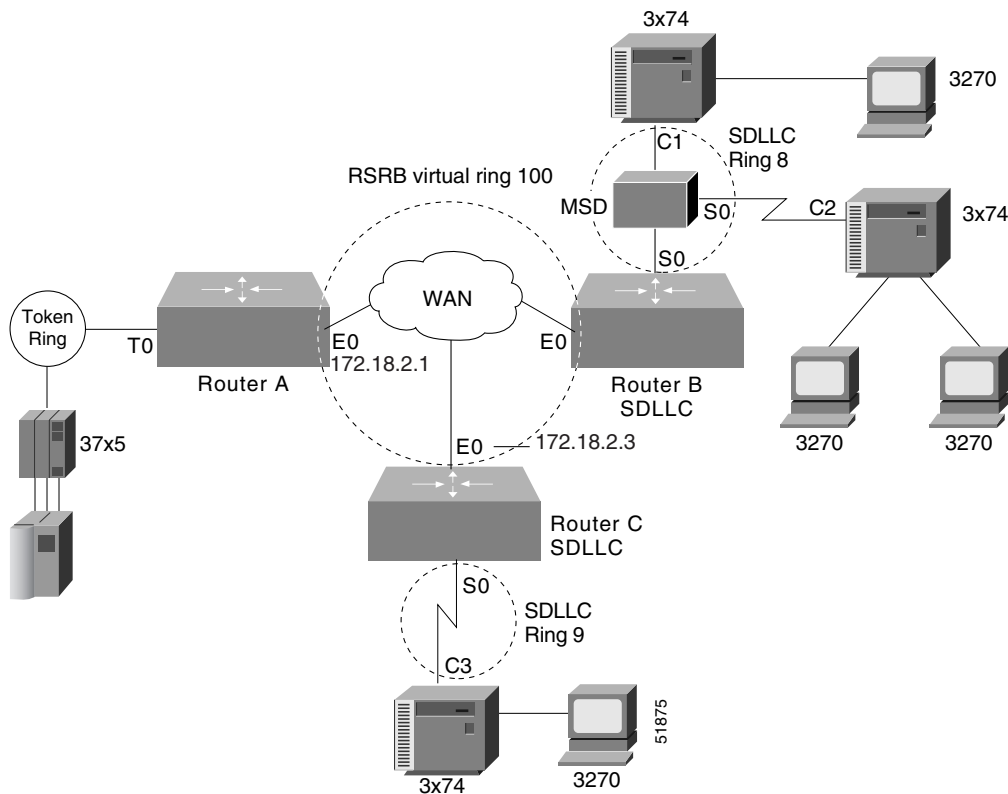 3x74
3270
C1
SDLLC
Ring 8
RSRB virtual ring 100
MSD
S0
C2
3x74
S0
Token
Ring
WAN
T0
E0
172.18.2.1
E0
Router A
Router B
SDLLC
37x5
E0
172.18.2.3
3270
3270
Router C
SDLLC
S0
SDLLC
Ring 9
C3
51875
3x74
3270